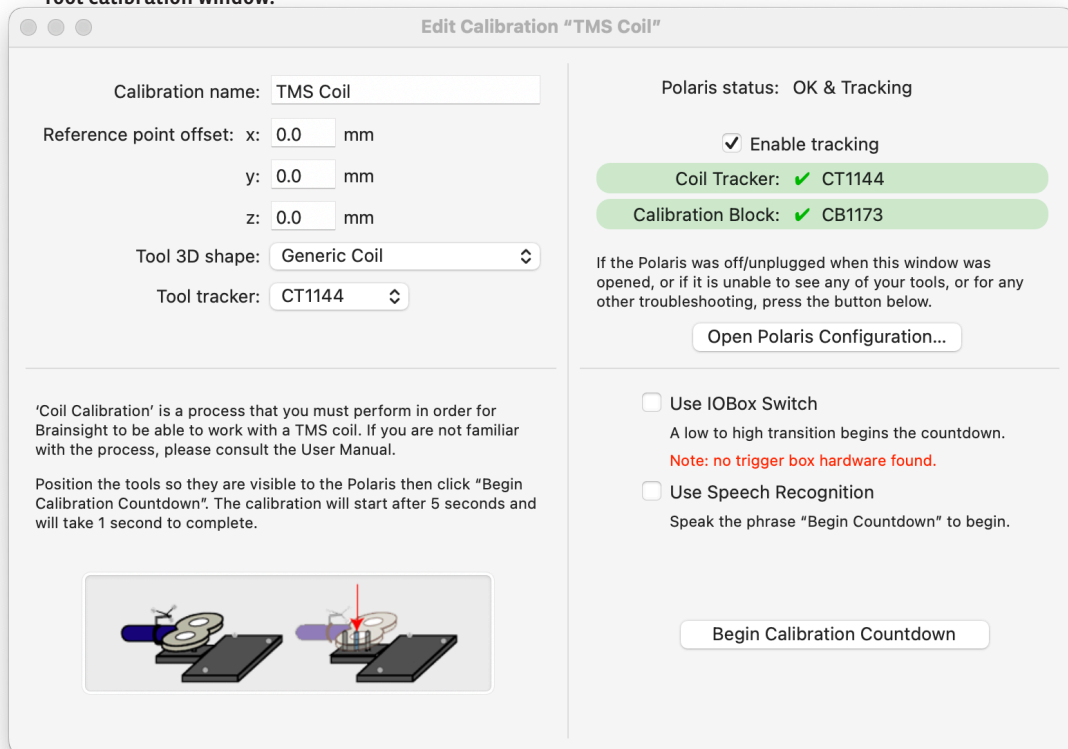 Tool calibration window.
Edit Calibration “TMS Coil”
Calibration name: TMS Coil
Reference point offset: x: 0.0 mm
y: 0.0 mm
z: 0.0 mm
Tool 3D shape: Generic Coil
Tool tracker: CT1144
Polaris status: OK & Tracking
Enable tracking
Coil Tracker: ✔ CT1144
Calibration Block: ✔ CB1173
If the Polaris was off/unplugged when this window was
opened, or if it is unable to see any of your tools, or for any
other troubleshooting, press the button below.
Open Polaris Configuration...
‘Coil Calibration’ is a process that you must perform in order for
Brainsight to be able to work with a TMS coil. If you are not familiar
with the process, please consult the User Manual.
Position the tools so they are visible to the Polaris then click “Begin
Calibration Countdown”. The calibration will start after 5 seconds and
will take 1 second to complete.
Use IOBox Switch
A low to high transition begins the countdown.
Note: no trigger box hardware found.
Use Speech Recognition
Speak the phrase “Begin Countdown” to begin.
Begin Calibration Countdown